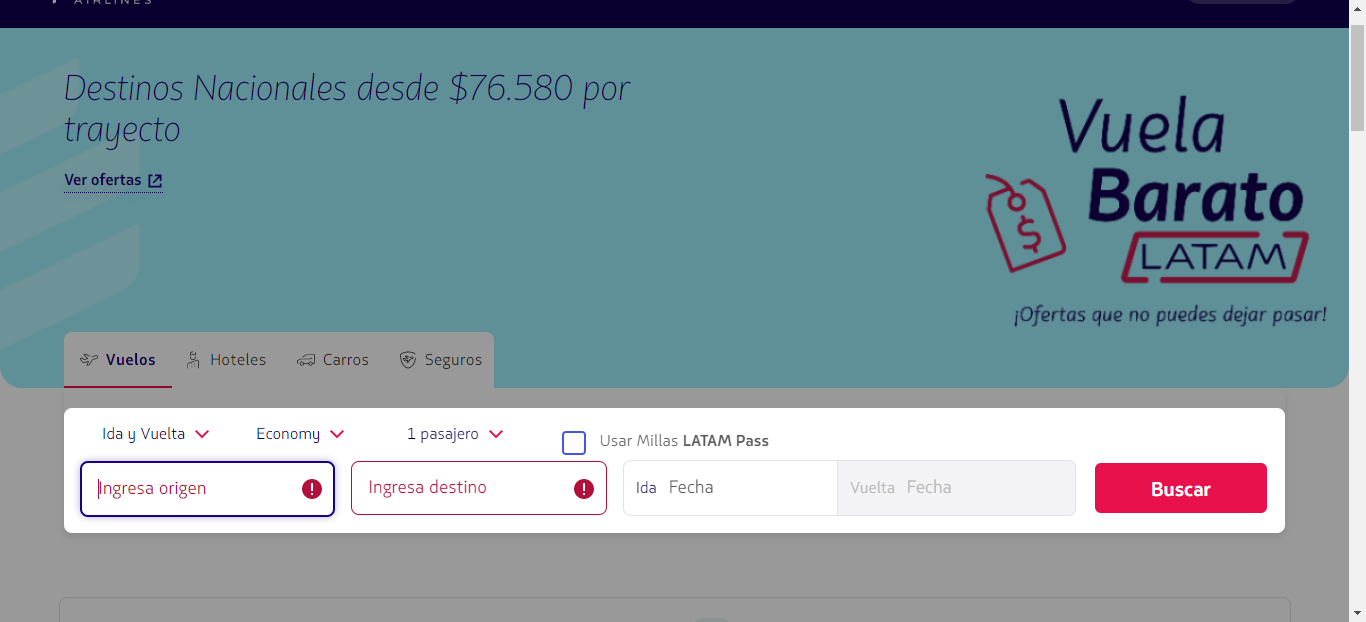 AIRLINES
Destinos Nacionales desde $76.580 por
trayecto
Ver ofertas
Vuela
Barato
$
LATAM
¡Ofertas que no puedes dejar pasar!
Vuelos Hoteles Carros Seguros
Ida y Vuelta Economy 1 pasajero Usar Millas LATAM Pass
Ingresa origen ! Ingresa destino ! Ida Fecha Vuelta Fecha Buscar